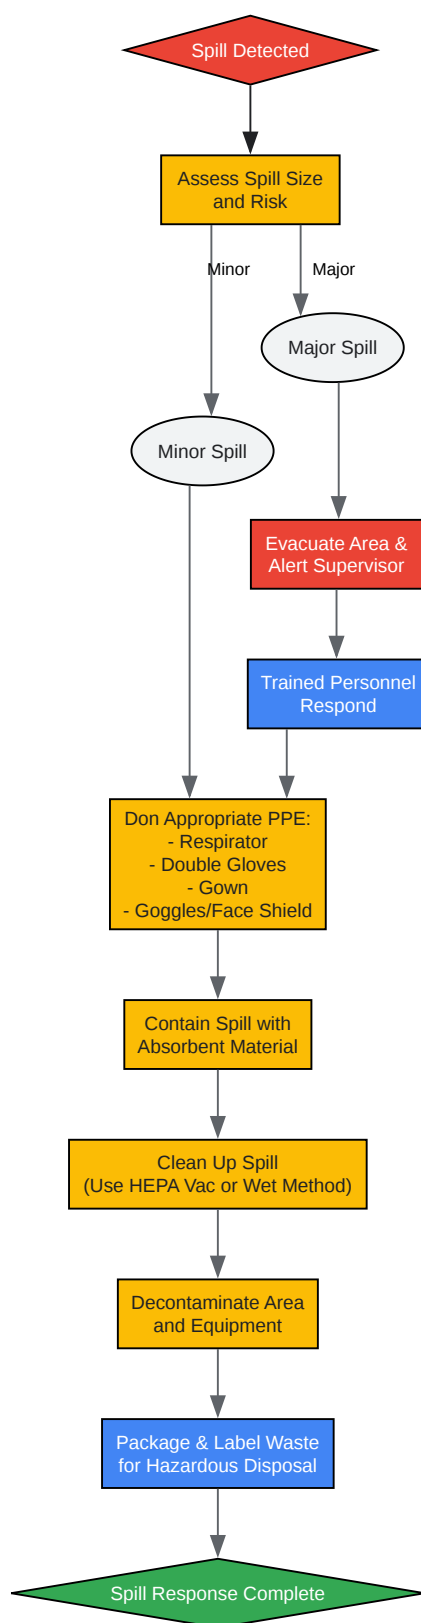 Spill Detected
Assess Spill Size
and Risk
Minor
Major
Major Spill
Minor Spill
Evacuate Area &
Alert Supervisor
Trained Personnel
Respond
Don Appropriate PPE:
- Respirator
- Double Gloves
- Gown
- Goggles/Face Shield
Contain Spill with
Absorbent Material
Clean Up Spill
(Use HEPA Vac or Wet Method)
Decontaminate Area
and Equipment
Package & Label Waste
for Hazardous Disposal
Spill Response Complete